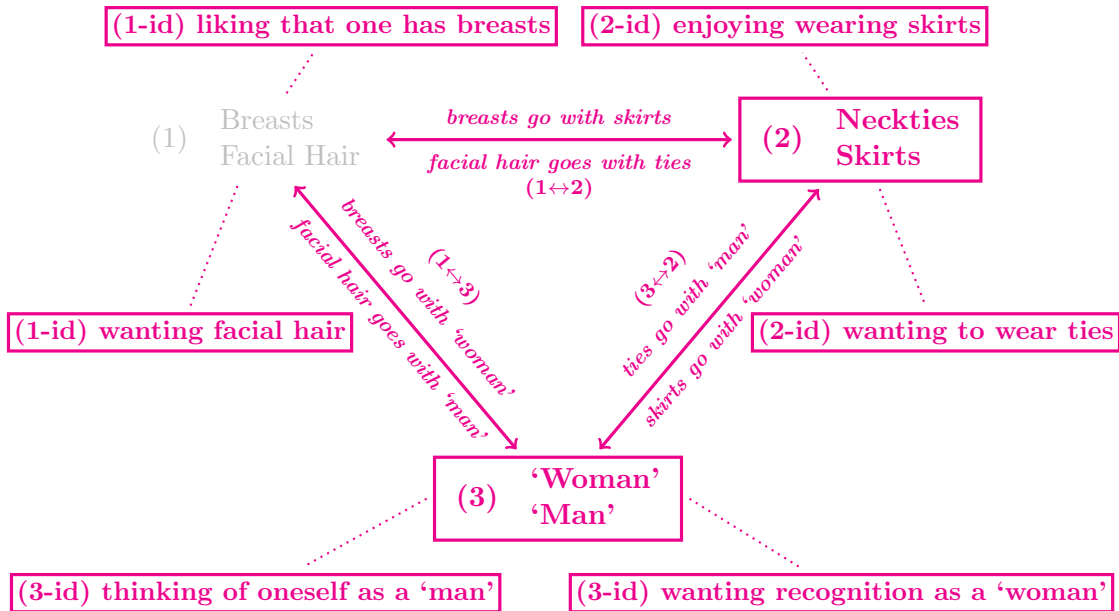 (1-id) liking that one has breasts
(2-id) enjoying wearing skirts
(1) Breasts
Facial Hair
breasts go with skirts
facial hair goes with ties
(1↔2)
(2) Neckties
Skirts
(1↔3)
breasts go with ‘woman’
facial hair goes with ‘man’
(3↔2)
ties go with ‘man’
skirts go with ‘woman’
(1-id) wanting facial hair
(2-id) wanting to wear ties
(3) ‘Woman’
‘Man’
(3-id) thinking of oneself as a ‘man’
(3-id) wanting recognition as a ‘woman’